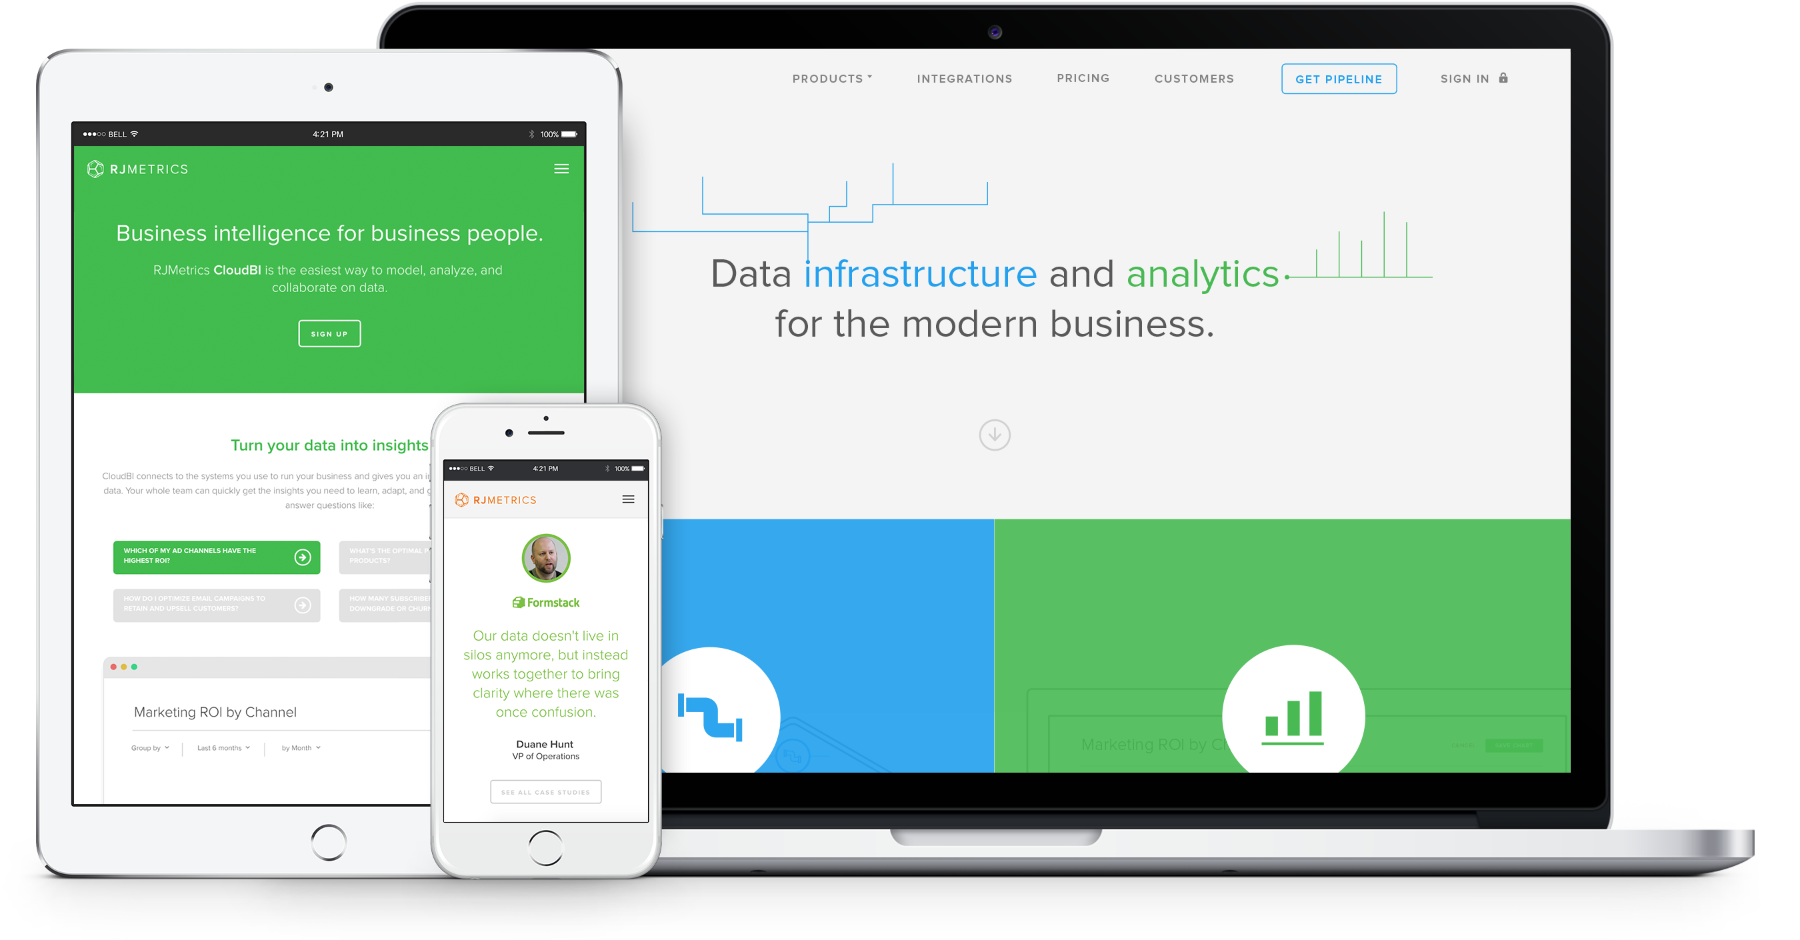 BELL
4:21 PM
100%
RJMETRICS
Business intelligence for business people.
RJMetrics CloudBI is the easiest way to model, analyze, and
collaborate on data.
SIGN UP
Turn your data into insights
CloudBI connects to the systems you use to run your business and gives you an
data. Your whole team can quickly get the insights you need to learn, adapt, and
answer questions like:
WHICH OF MY AD CHANNELS HAVE THE
HIGHEST ROI?
WHAT'S THE OPTIMAL
PRODUCTS?
HOW DO I OPTIMIZE EMAIL CAMPAIGNS TO
RETAIN AND UPSELL CUSTOMERS?
HOW MANY SUBSCRIBE
DOWNGRADE OR CHURN
Marketing ROI by Channel
Group by
Last 6 months
by Month
BELL
4:21 PM
100%
RJMETRICS
Formstack
Our data doesn't live in
silos anymore, but instead
works together to bring
clarity where there was
once confusion.
Duane Hunt
VP of Operations
SEE ALL CASE STUDIES
PRODUCTS
INTEGRATIONS
PRICING
CUSTOMERS
GET PIPELINE
SIGN IN
Data infrastructure and analytics
for the modern business.
Marketing ROI by C